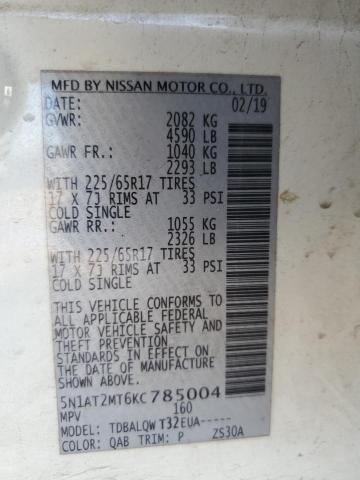 MFD BY NISSAN MOTOR CO., LTD.
DATE: 02/19
GVWR: 2082 KG
4590 LB
GAWR FR.: 1040 KG
2293 LB
WITH 225/65R17 TIRES
17 X 7J RIMS AT 33 PSI
COLD SINGLE
GAWR RR.: 1055 KG
2326 LB
WITH 225/65R17 TIRES
17 X 7J RIMS AT 33 PSI
COLD SINGLE
THIS VEHICLE CONFORMS TO
ALL APPLICABLE FEDERAL
MOTOR VEHICLE SAFETY AND
THEFT PREVENTION
STANDARDS IN EFFECT ON
THE DATE OF MANUFACTURE
SHOWN ABOVE.
5N1AT2MT6KC785004
MPV 160
MODEL: TDBALQWT32EUA-----
COLOR: QAB TRIM: P ZS30A